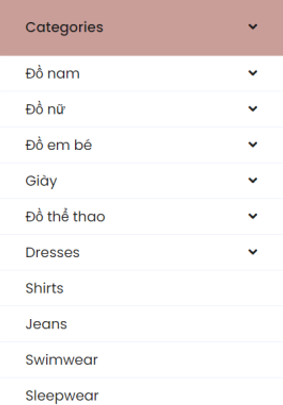 Categories
Đồ nam
Đồ nữ
Đồ em bé
Giày
Đồ thể thao
Dresses
Shirts
Jeans
Swimwear
Sleepwear